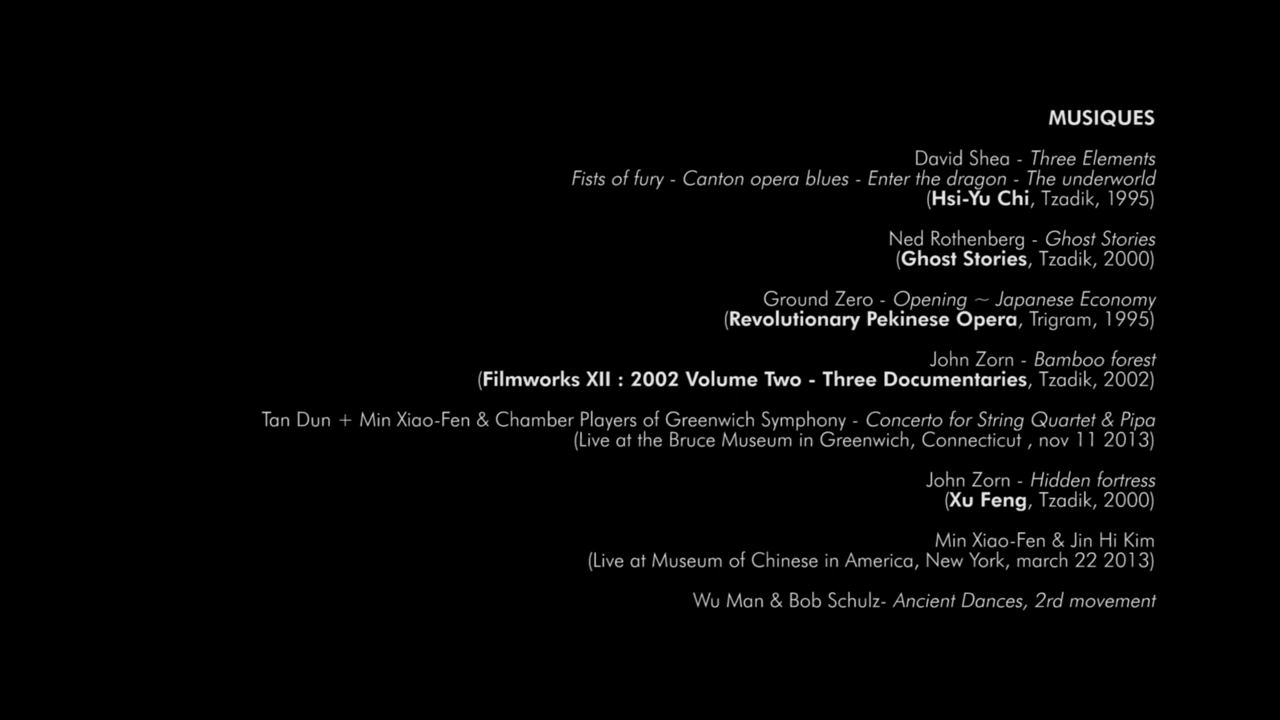 MUSIQUES
David Shea - Three Elements
Fists of fury - Canton opera blues - Enter the dragon - The underworld
(Hsi-Yu Chi, Tzadik, 1995)
Ned Rothenberg - Ghost Stories
(Ghost Stories, Tzadik, 2000)
Ground Zero - Opening ~ Japanese Economy
(Revolutionary Pekinese Opera, Trigram, 1995)
John Zorn - Bamboo forest
(Filmworks XII : 2002 Volume Two - Three Documentaries, Tzadik, 2002)
Tan Dun + Min Xiao-Fen & Chamber Players of Greenwich Symphony - Concerto for String Quartet & Pipa
(Live at the Bruce Museum in Greenwich, Connecticut , nov 11 2013)
John Zorn - Hidden fortress
(Xu Feng, Tzadik, 2000)
Min Xiao-Fen & Jin Hi Kim
(Live at Museum of Chinese in America, New York, march 22 2013)
Wu Man & Bob Schulz- Ancient Dances, 2rd movement